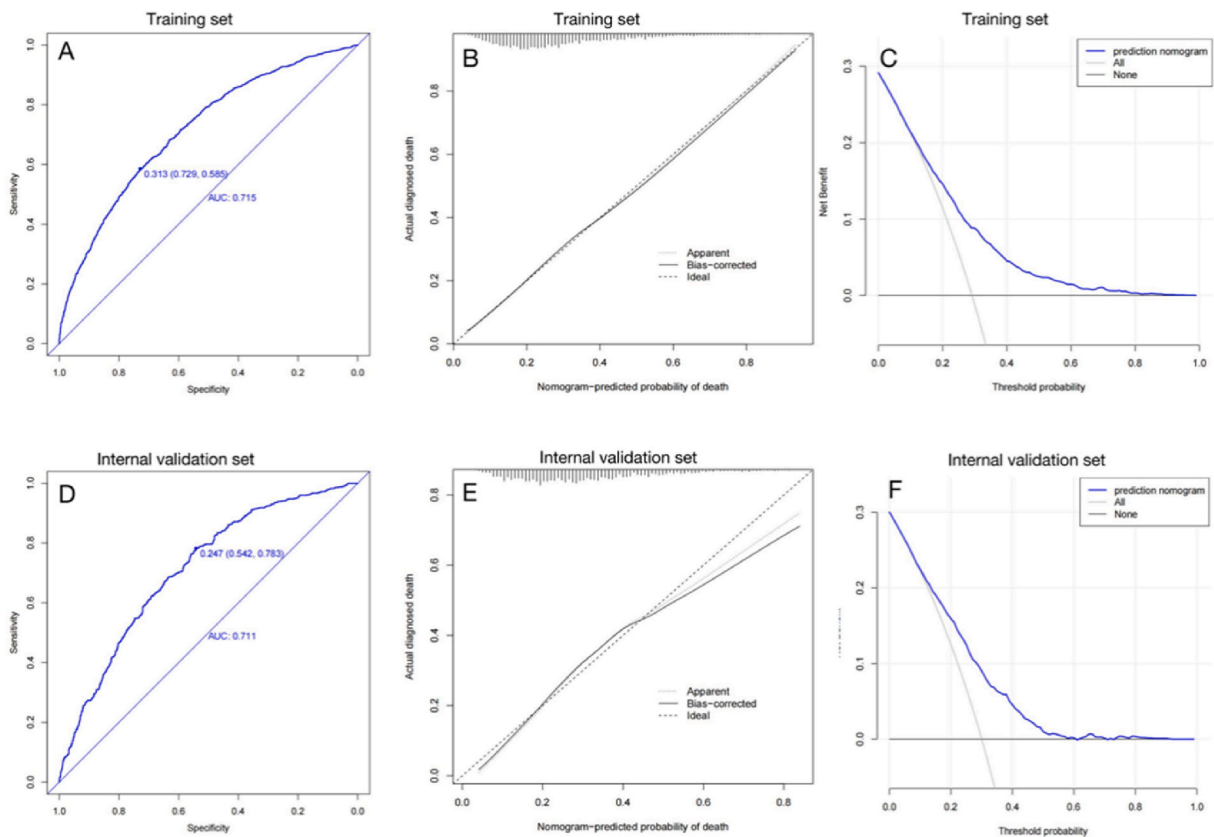 Training set
A
Sensitivity
1.0
0.8
0.6
0.4
0.2
0.0
0.313 (0.729, 0.585)
AUC: 0.715
1.0 0.8 0.6 0.4 0.2 0.0
Specificity
Training set
B
Actual diagnosed death
0.8
0.6
0.4
0.2
0.0
Apparent
Bias-corrected
Ideal
0.0 0.2 0.4 0.6 0.8
Nomogram-predicted probability of death
Training set
C
prediction nomogram
All
None
Net Benefit
0.3
0.2
0.1
0.0
0.0 0.2 0.4 0.6 0.8 1.0
Threshold probability
Internal validation set
D
Sensitivity
1.0
0.8
0.6
0.4
0.2
0.0
0.247 (0.542, 0.783)
AUC: 0.711
1.0 0.8 0.6 0.4 0.2 0.0
Specificity
Internal validation set
E
Actual diagnosed death
0.8
0.6
0.4
0.2
0.0
Apparent
Bias-corrected
Ideal
0.0 0.2 0.4 0.6 0.8
Nomogram-predicted probability of death
Internal validation set
F
prediction nomogram
All
None
0.3
0.2
0.1
0.0
0.0 0.2 0.4 0.6 0.8 1.0
Threshold probability